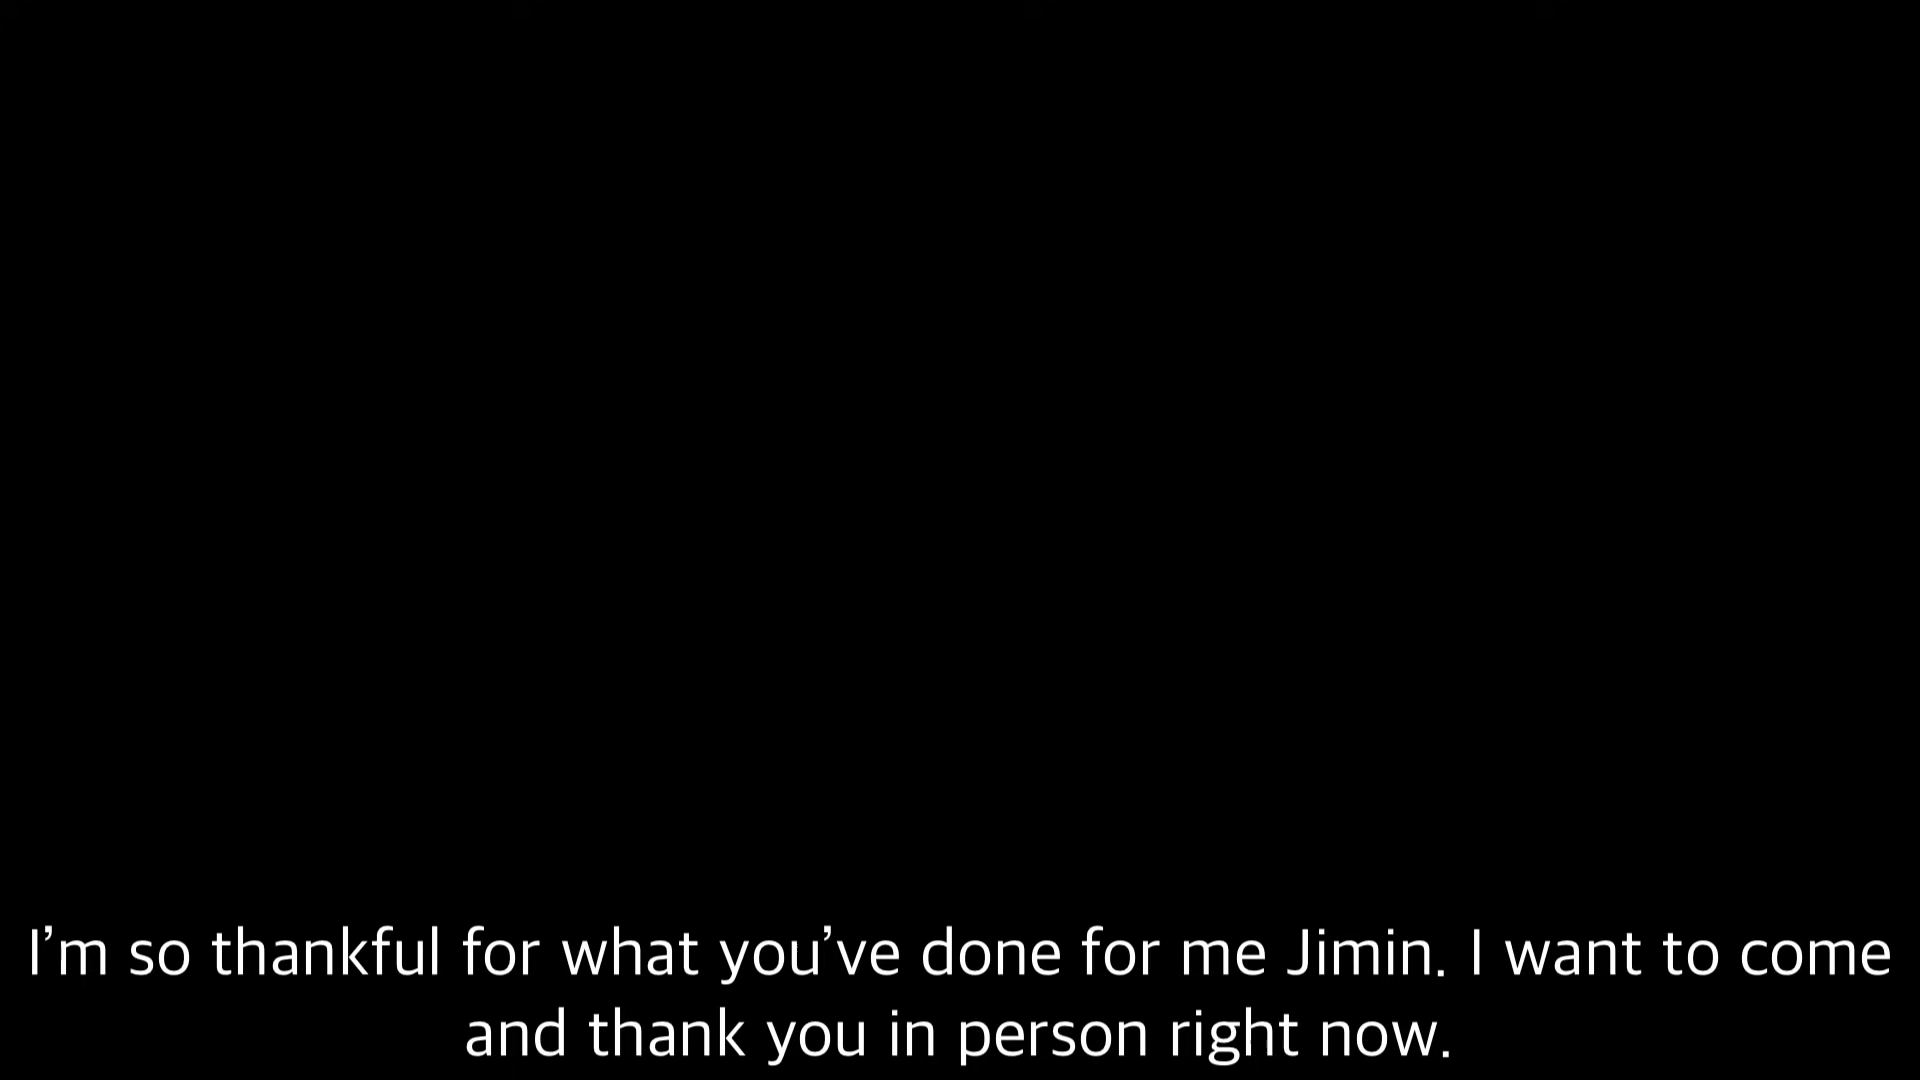 I’m so thankful for what you’ve done for me Jimin. I want to come
and thank you in person right now.